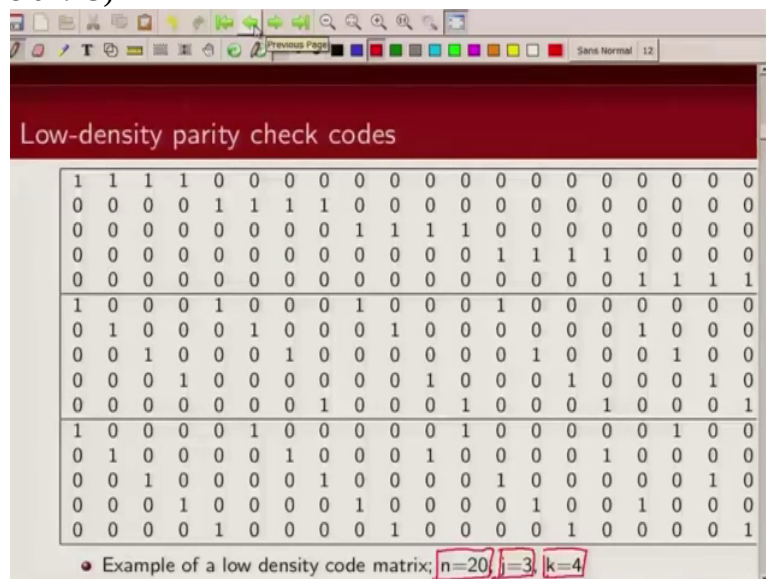 Previous Page
Sans Normal 12
Low-density parity check codes
1 1 1 1 0 0 0 0 0 0 0 0 0 0 0 0 0 0 0 0
0 0 0 0 1 1 1 1 0 0 0 0 0 0 0 0 0 0 0 0
0 0 0 0 0 0 0 0 1 1 1 1 0 0 0 0 0 0 0 0
0 0 0 0 0 0 0 0 0 0 0 0 1 1 1 1 0 0 0 0
0 0 0 0 0 0 0 0 0 0 0 0 0 0 0 0 1 1 1 1
1 0 0 0 1 0 0 0 1 0 0 0 1 0 0 0 0 0 0 0
0 1 0 0 0 1 0 0 0 1 0 0 0 0 0 0 1 0 0 0
0 0 1 0 0 0 1 0 0 0 0 0 0 1 0 0 0 1 0 0
0 0 0 1 0 0 0 0 0 0 1 0 0 0 1 0 0 0 1 0
0 0 0 0 0 0 0 1 0 0 0 1 0 0 0 1 0 0 0 1
1 0 0 0 0 1 0 0 0 0 0 1 0 0 0 0 0 1 0 0
0 1 0 0 0 0 1 0 0 0 1 0 0 0 0 1 0 0 0 0
0 0 1 0 0 0 0 1 0 0 0 0 1 0 0 0 0 0 1 0
0 0 0 1 0 0 0 0 1 0 0 0 0 1 0 0 1 0 0 0
0 0 0 0 1 0 0 0 0 1 0 0 0 0 1 0 0 0 0 1
Example of a low density code matrix; n=20, j=3, k=4